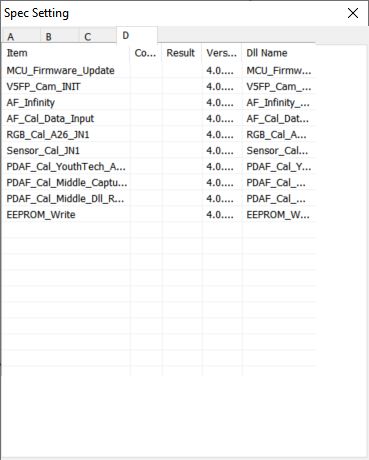 Spec Setting
A B C D
Item Co... Result Vers... Dll Name
MCU_Firmware_Update 4.0.... MCU_Firmw...
V5FP_Cam_INIT 4.0.... V5FP_Cam_...
AF_Infinity 4.0.... AF_Infinity_...
AF_Cal_Data_Input 4.0.... AF_Cal_Dat...
RGB_Cal_A26_JN1 4.0.... RGB_Cal_A...
Sensor_Cal_JN1 4.0.... Sensor_Cal...
PDAF_Cal_YouthTech_A... 4.0.... PDAF_Cal_Y...
PDAF_Cal_Middle_Captu... 4.0.... PDAF_Cal_...
PDAF_Cal_Middle_Dll_R... 4.0.... PDAF_Cal_...
EEPROM_Write 4.0.... EEPROM_W...